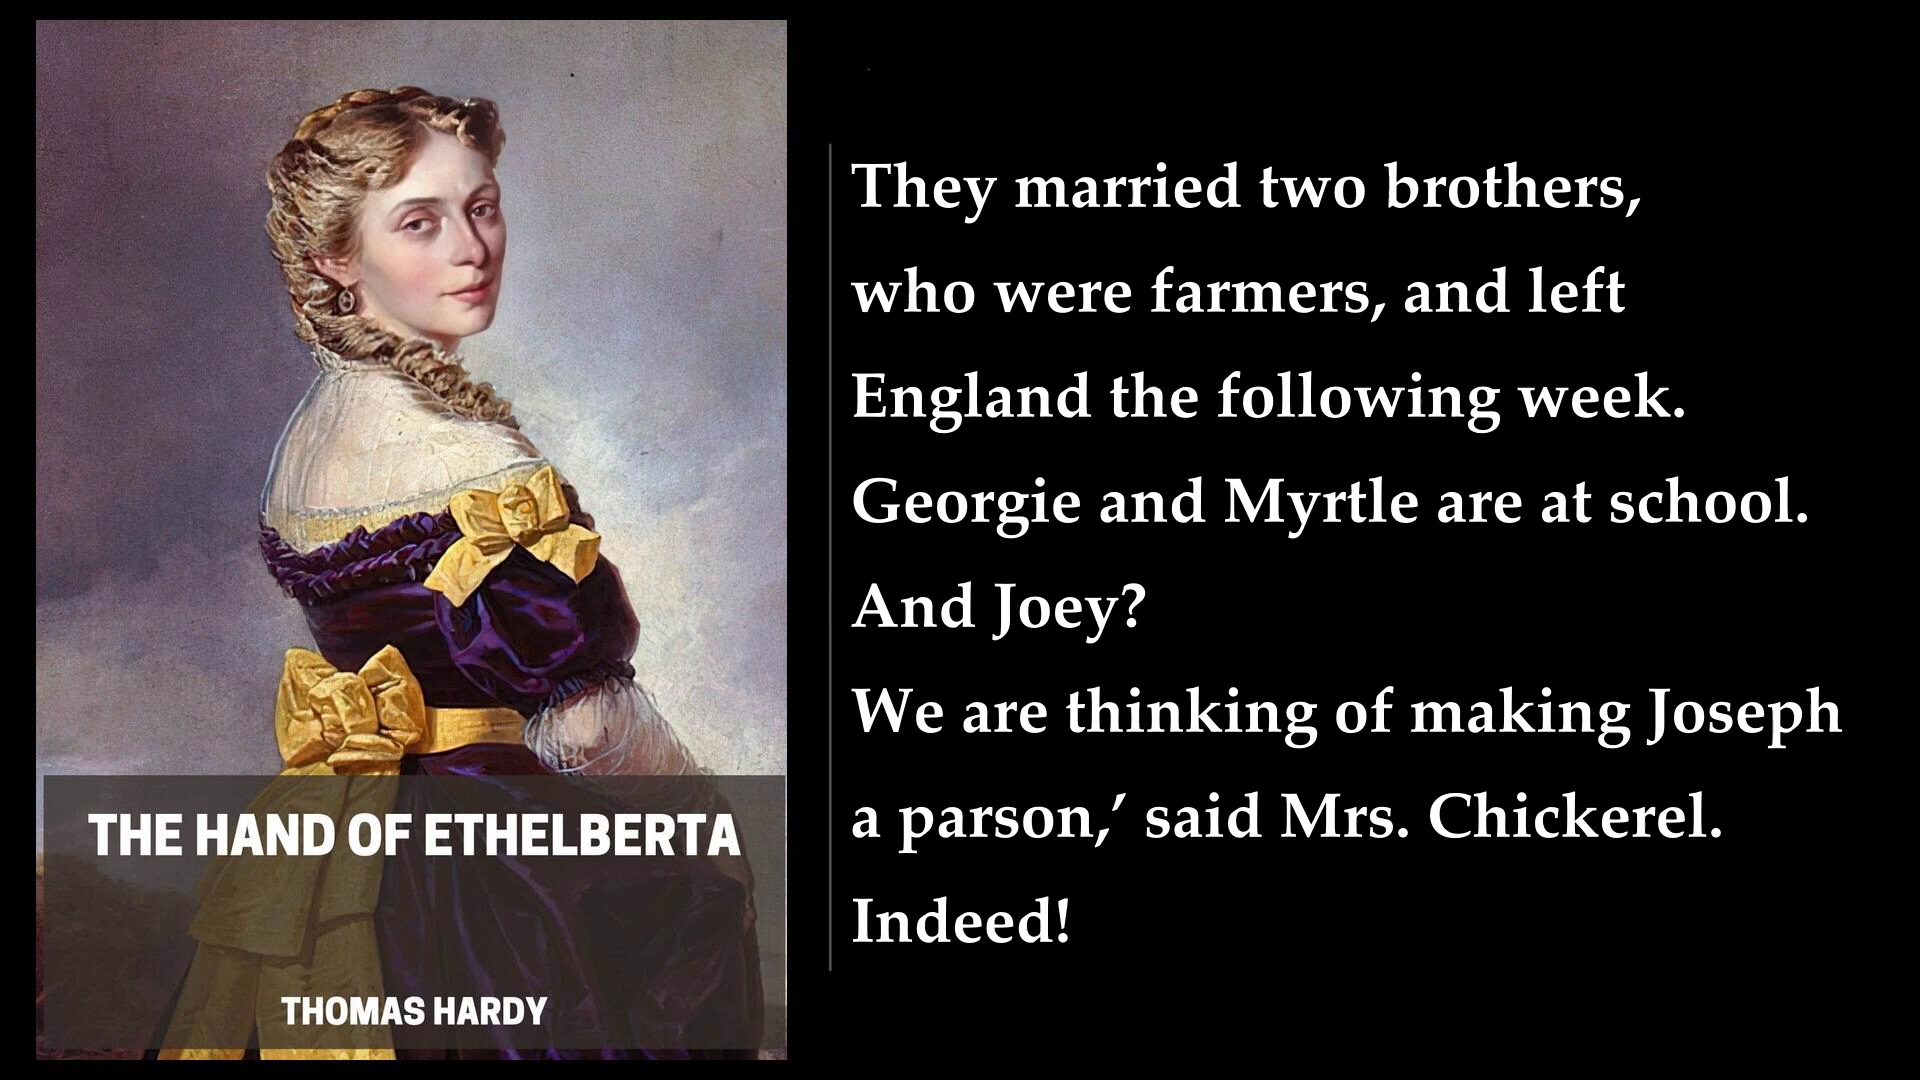 THE HAND OF ETHELBERTA
THOMAS HARDY
They married two brothers,
who were farmers, and left
England the following week.
Georgie and Myrtle are at school.
And Joey?
We are thinking of making Joseph
a parson,’ said Mrs. Chickerel.
Indeed!